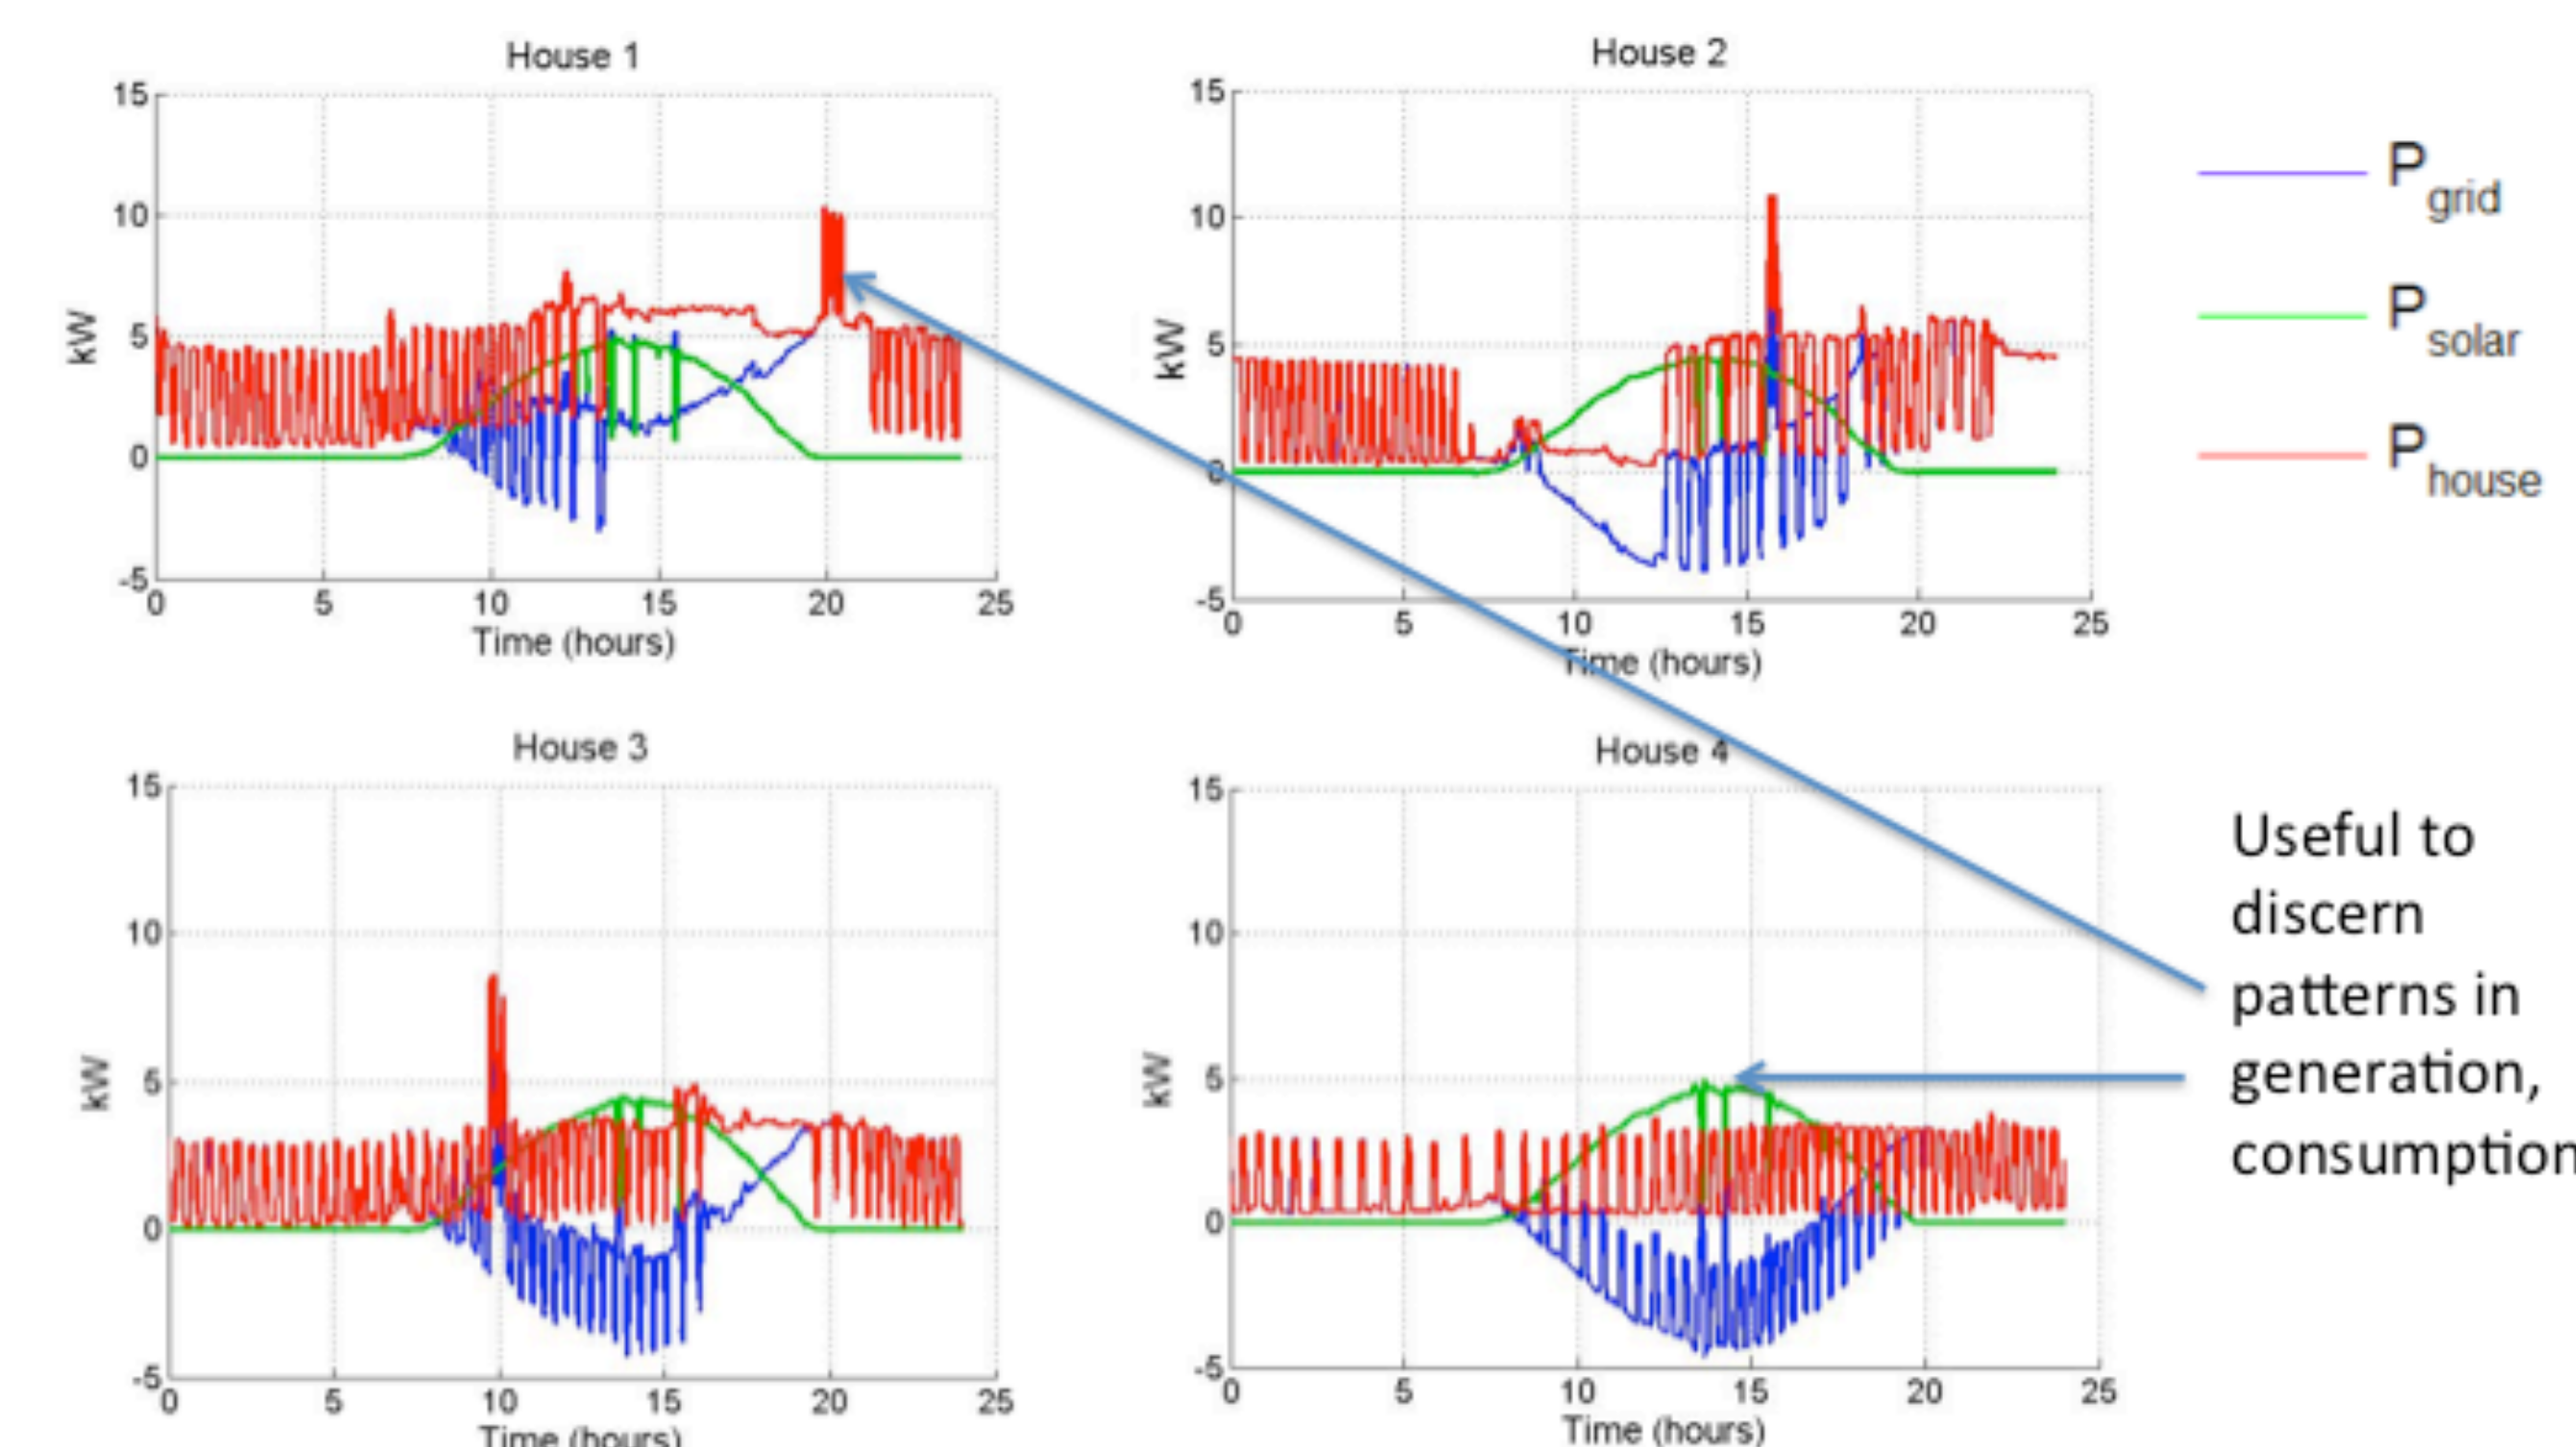 House 1
15
10
5
0
-5
kW
0 5 10 15 20 25
Time (hours)
House 2
15
10
5
0
-5
kW
0 5 10 15 20 25
Time (hours)
P grid
P solar
P house
House 3
15
10
5
0
-5
kW
0 5 10 15 20 25
Time (hours)
House 4
15
10
5
0
-5
kW
0 5 10 15 20 25
Time (hours)
Useful to
discern
patterns in
generation,
consumption